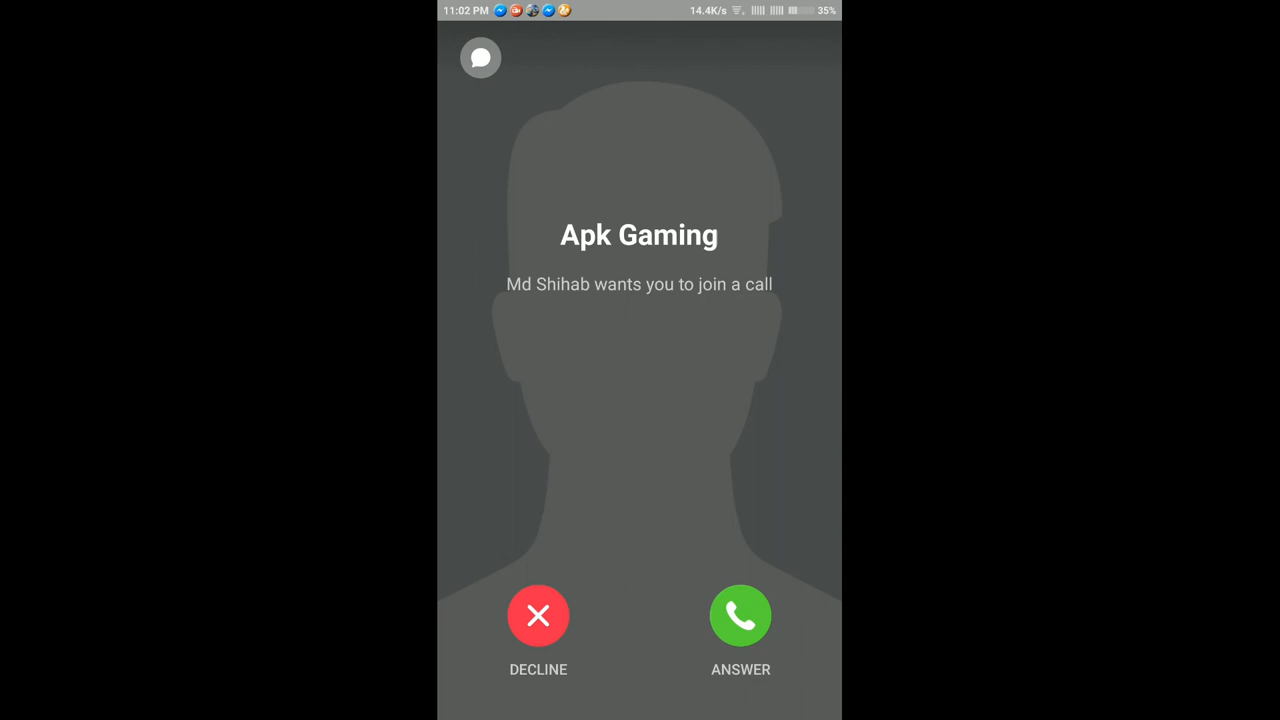 11:02 PM 14.4K/s 35%
Apk Gaming
Md Shihab wants you to join a call
DECLINE ANSWER